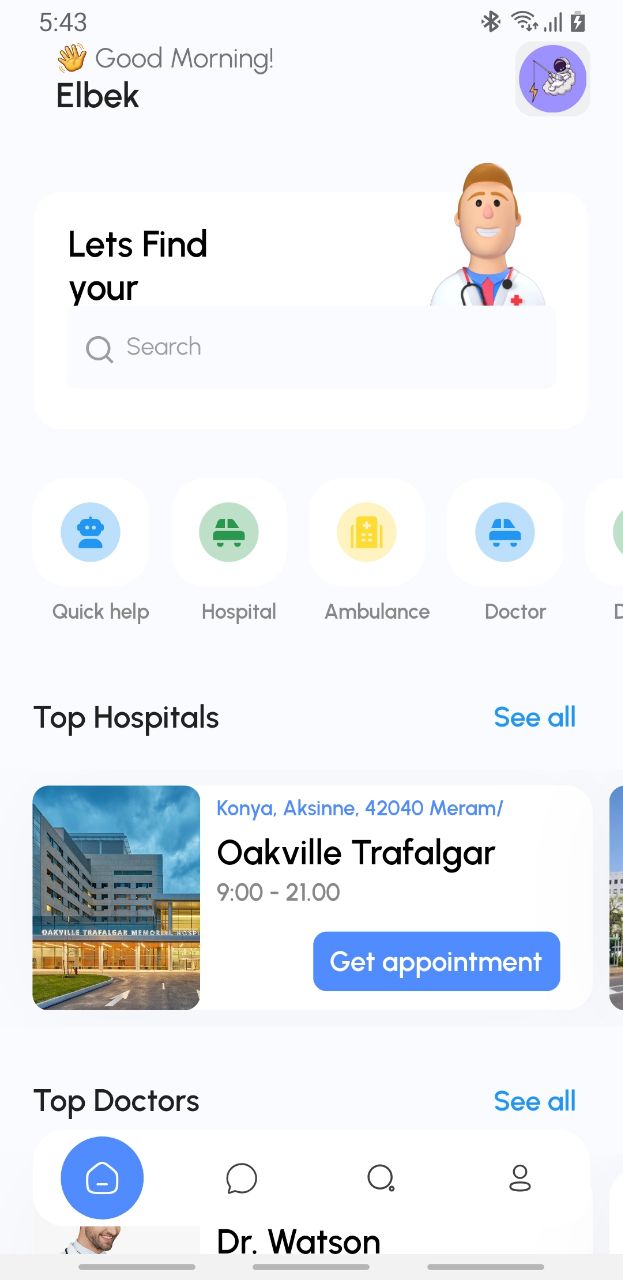 5:43
👋 Good Morning!
Elbek
Lets Find
your
Search
Quick help
Hospital
Ambulance
Doctor
D
Top Hospitals
See all
Konya, Aksinne, 42040 Meram/
Oakville Trafalgar
9:00 - 21.00
OAKVILLE TRAFALGAR MEMORIAL HOSPI
Get appointment
Top Doctors
See all
Dr. Watson